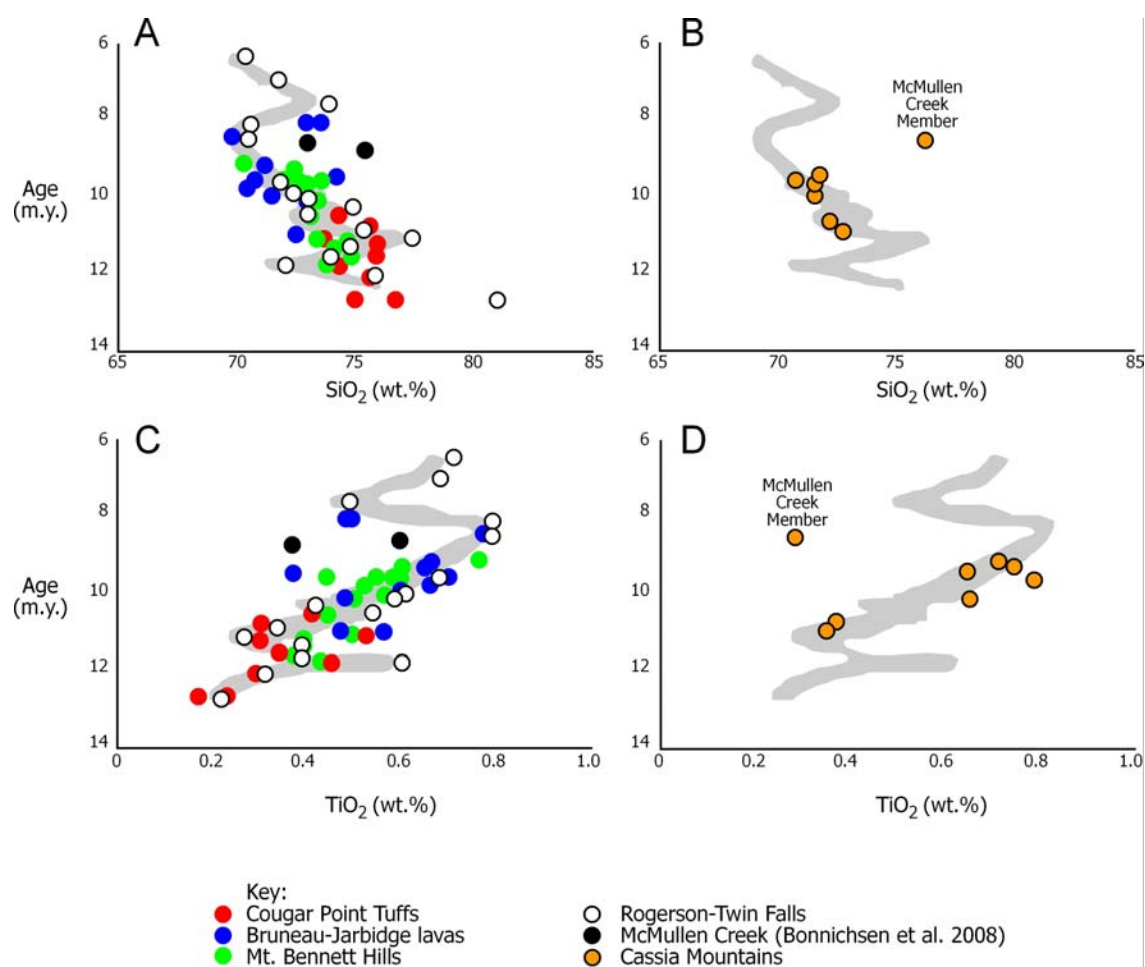 A
6
8
10
12
14
65
70
75
80
85
Age
(m.y.)
SiO2 (wt.%)
B
6
8
10
12
14
65
70
75
80
85
McMullen
Creek
Member
SiO2 (wt.%)
C
6
8
10
12
14
0
0.2
0.4
0.6
0.8
1.0
Age
(m.y.)
TiO2 (wt.%)
D
6
8
10
12
14
0
0.2
0.4
0.6
0.8
1.0
McMullen
Creek
Member
TiO2 (wt.%)
Key:
Cougar Point Tuffs
Bruneau-Jarbidge lavas
Mt. Bennett Hills
Rogerson-Twin Falls
McMullen Creek (Bonnichsen et al. 2008)
Cassia Mountains